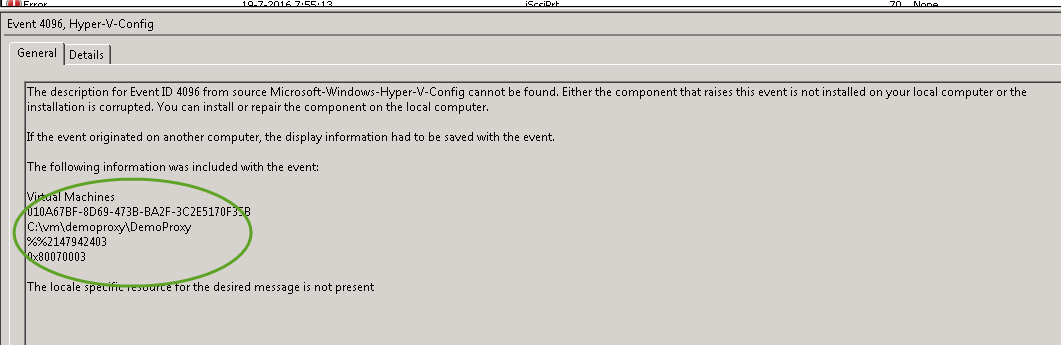 Error 19-7-2016 7:55:13 iScsiPrt 70 None
Event 4096, Hyper-V-Config
General Details
The description for Event ID 4096 from source Microsoft-Windows-Hyper-V-Config cannot be found. Either the component that raises this event is not installed on your local computer or the
installation is corrupted. You can install or repair the component on the local computer.
If the event originated on another computer, the display information had to be saved with the event.
The following information was included with the event:
Virtual Machines
010A67BF-8D69-473B-BA2F-3C2E5170F35B
C:\vm\demoproxy\DemoProxy
%%2147942403
0x80070003
The locale specific resource for the desired message is not present